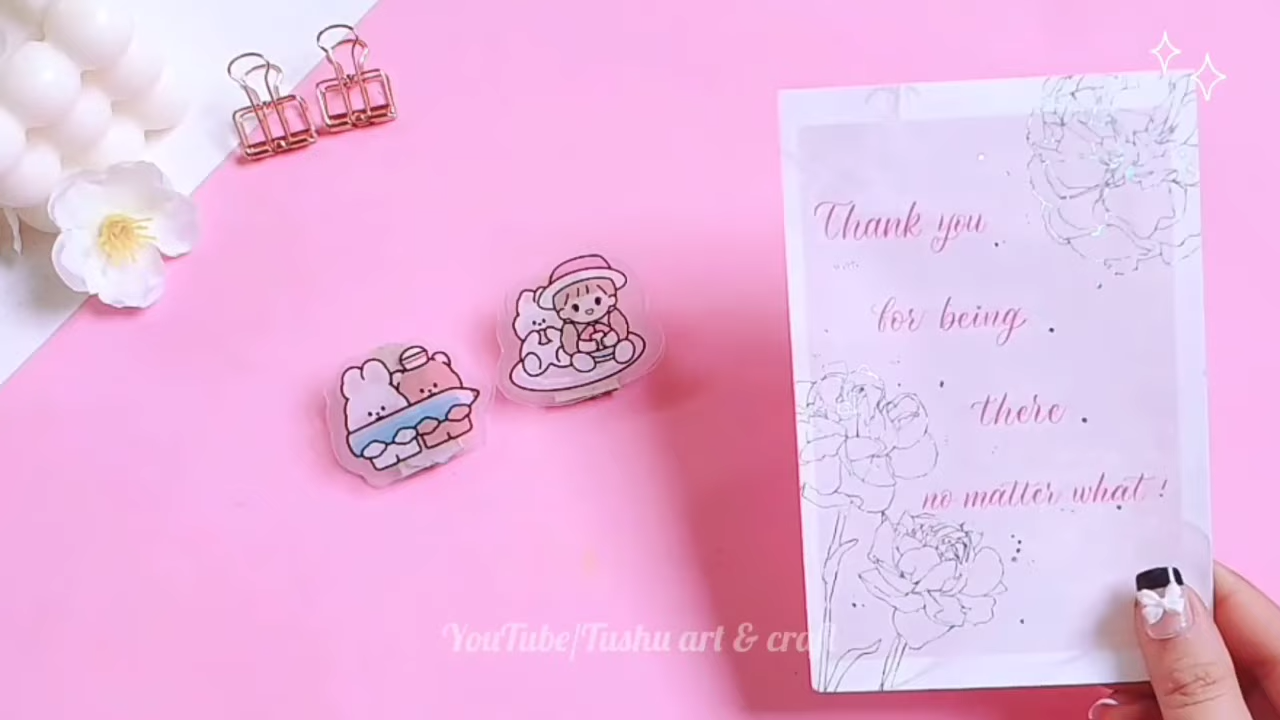 Thank you
for being
there
no matter what !
YouTube/Tushu art & craft